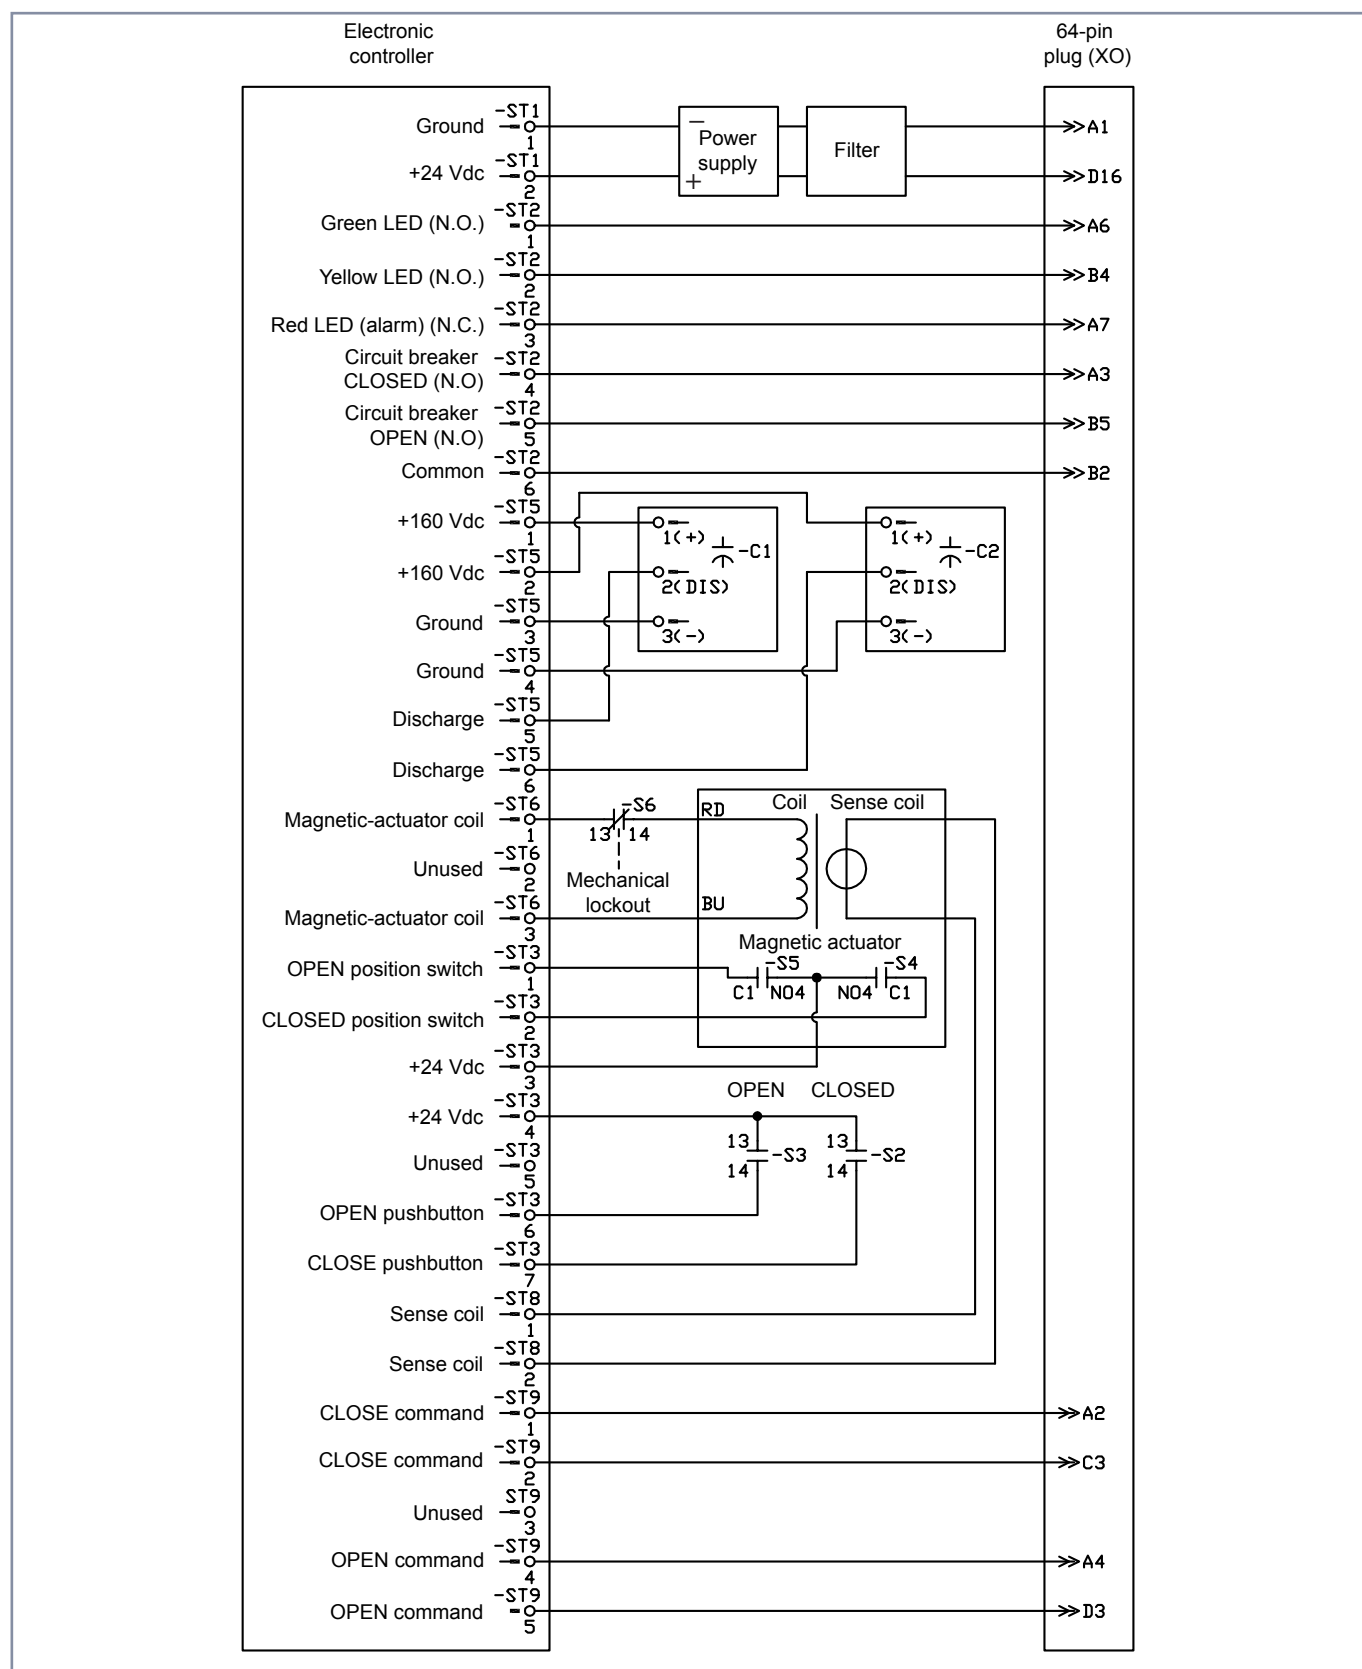 Electronic
controller
64-pin
plug (XO)
-ST1
Ground
1
Power
supply
−
+
Filter
A1
-ST1
+24 Vdc
2
D16
-ST2
Green LED (N.O.)
1
A6
-ST2
Yellow LED (N.O.)
2
B4
-ST2
Red LED (alarm) (N.C.)
3
A7
Circuit breaker
CLOSED (N.O)
-ST2
4
A3
Circuit breaker
OPEN (N.O)
-ST2
5
B5
-ST2
Common
6
B2
-ST5
+160 Vdc
1
1(+)
-C1
1(+)
-C2
-ST5
+160 Vdc
2
2(DIS)
2(DIS)
-ST5
Ground
3
3(-)
3(-)
-ST5
Ground
4
-ST5
Discharge
5
-ST5
Discharge
6
-ST6
Magnetic-actuator coil
1
-S6
13 14
Mechanical
lockout
RD
Coil
Sense coil
-ST6
Unused
2
-ST6
Magnetic-actuator coil
3
BU
Magnetic actuator
-ST3
OPEN position switch
1
-S5
C1 NO4
-S4
NO4 C1
-ST3
CLOSED position switch
2
-ST3
+24 Vdc
3
OPEN CLOSED
-ST3
+24 Vdc
4
13
-S3
14
13
-S2
14
-ST3
Unused
5
-ST3
OPEN pushbutton
6
-ST3
CLOSE pushbutton
7
-ST8
Sense coil
1
-ST8
Sense coil
2
-ST9
CLOSE command
1
A2
-ST9
CLOSE command
2
C3
ST9
Unused
3
-ST9
OPEN command
4
A4
-ST9
OPEN command
5
D3